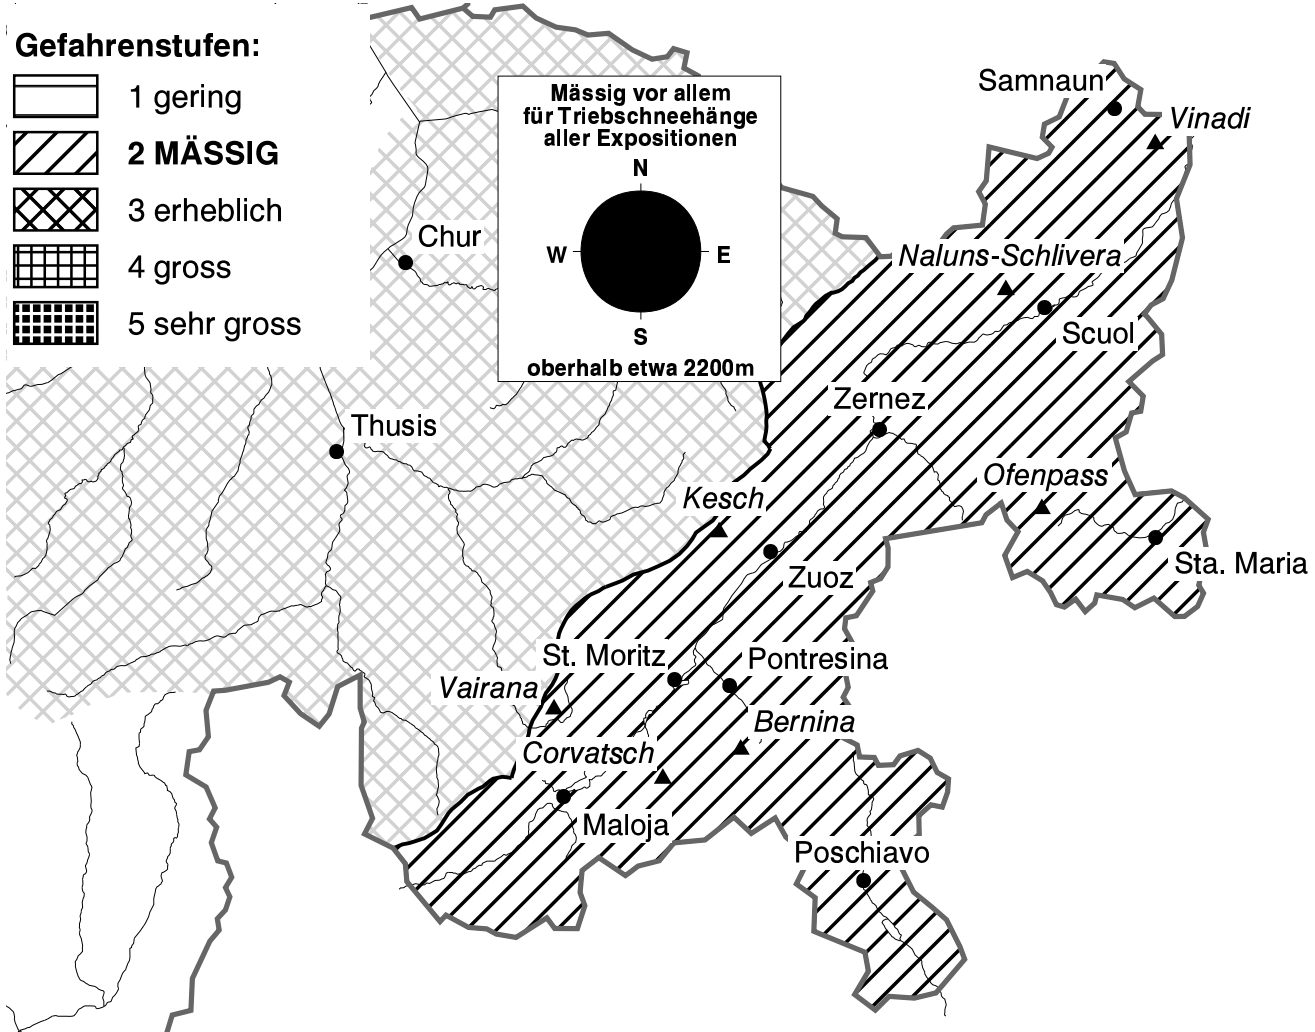 Gefahrenstufen:
1 gering
2 MÄSSIG
3 erheblich
4 gross
5 sehr gross
Mässig vor allem
für Triebschneehänge
aller Expositionen
N
W
E
S
oberhalb etwa 2200m
Samnaun
Vinadi
Chur
Naluns-Schlivera
Scuol
Zernez
Thusis
Ofenpass
Kesch
Sta. Maria
Zuoz
St. Moritz
Pontresina
Vairana
Bernina
Corvatsch
Maloja
Poschiavo